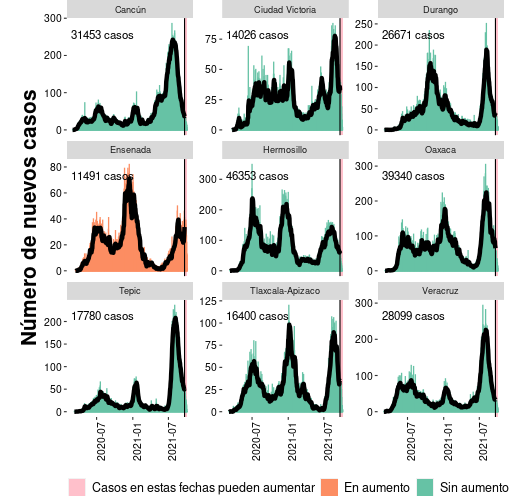 Número de nuevos casos
Cancún
31453 casos
0
100
200
300
Ciudad Victoria
14026 casos
0
25
50
75
Durango
26671 casos
0
50
100
150
200
250
Ensenada
11491 casos
0
20
40
60
80
Hermosillo
46353 casos
0
100
200
300
Oaxaca
39340 casos
0
100
200
300
Tepic
17780 casos
0
50
100
150
200
Tlaxcala-Apizaco
16400 casos
0
25
50
75
100
125
Veracruz
28099 casos
0
100
200
300
2020-07
2021-01
2021-07
2020-07
2021-01
2021-07
2020-07
2021-01
2021-07
Casos en estas fechas pueden aumentar
En aumento
Sin aumento